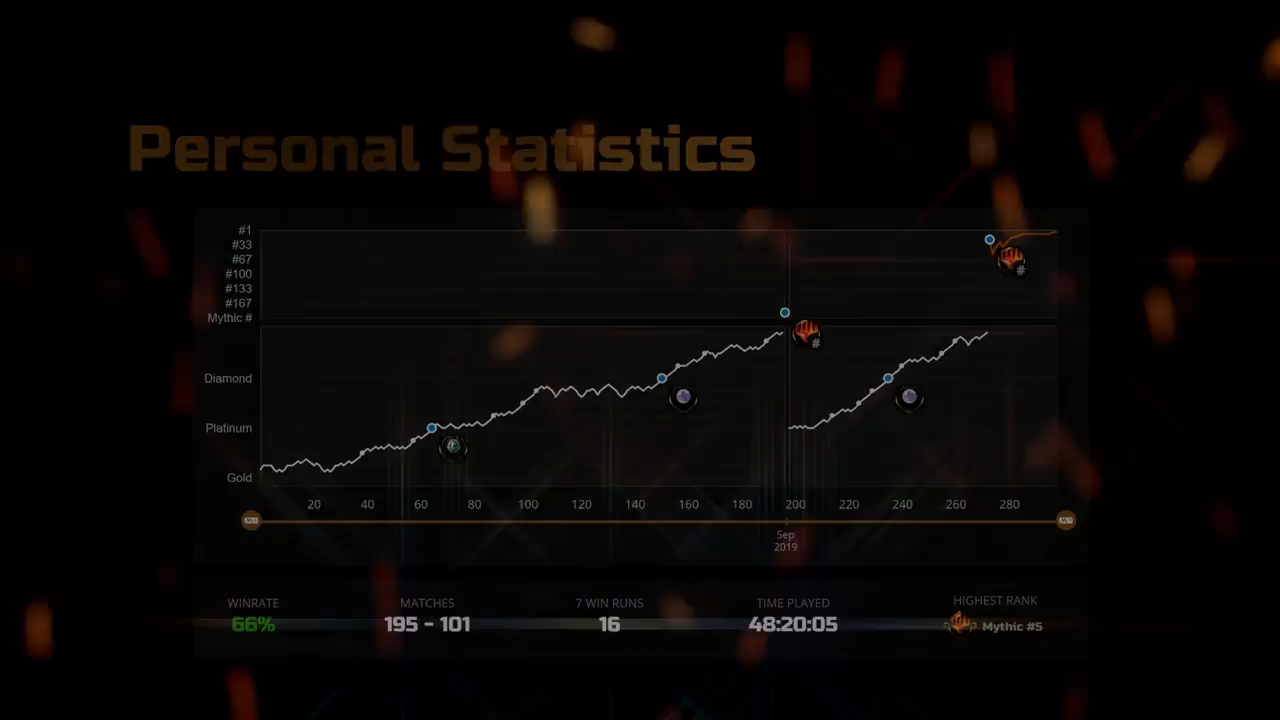 Personal Statistics
#1
#33
#67
#100
#133
#167
Mythic #
Diamond
Platinum
Gold
#
#
20 40 60 80 100 120 140 160 180 200 220 240 260 280
Sep
2019
WINRATE MATCHES 7 WIN RUNS TIME PLAYED HIGHEST RANK
66% 195 - 101 16 48:20:05 Mythic #5